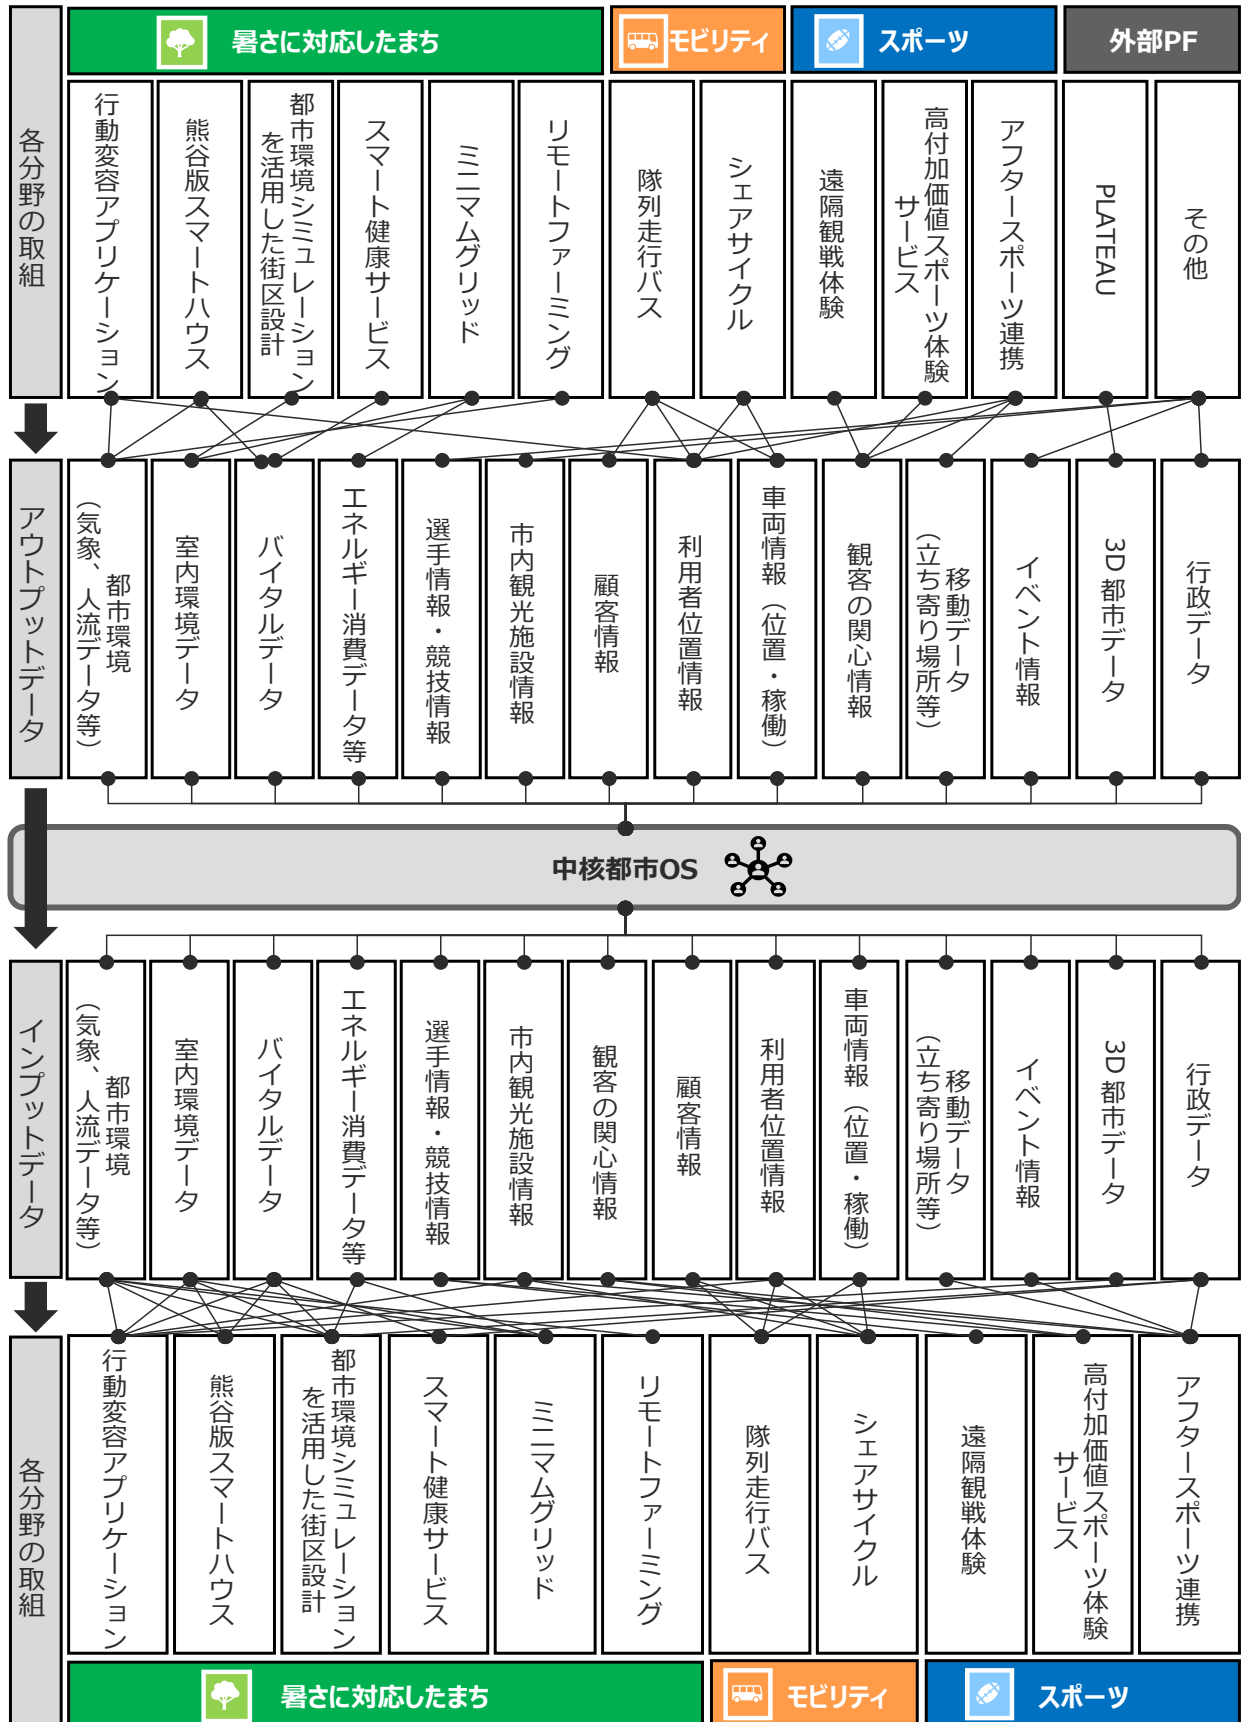 暑さに対応したまち
モビリティ
スポーツ
外部PF
各分野の取組
行動変容アプリケーション
熊谷版スマートハウス
都市環境シミュレーション
を活用した街区設計
スマート健康サービス
ミニマムグリッド
リモートファーミング
隊列走行バス
シェアサイクル
遠隔観戦体験
高付加価値スポーツ体験
サービス
アフタースポーツ連携
PLATEAU
その他
アウトプットデータ
都市環境
（気象、人流データ等）
室内環境データ
バイタルデータ
エネルギー消費データ等
選手情報・競技情報
市内観光施設情報
顧客情報
利用者位置情報
車両情報（位置・稼働）
観客の関心情報
移動データ
（立ち寄り場所等）
イベント情報
3D都市データ
行政データ
中核都市OS
インプットデータ
都市環境
（気象、人流データ等）
室内環境データ
バイタルデータ
エネルギー消費データ等
選手情報・競技情報
市内観光施設情報
観客の関心情報
顧客情報
利用者位置情報
車両情報（位置・稼働）
移動データ
（立ち寄り場所等）
イベント情報
3D都市データ
行政データ
各分野の取組
行動変容アプリケーション
熊谷版スマートハウス
都市環境シミュレーション
を活用した街区設計
スマート健康サービス
ミニマムグリッド
リモートファーミング
隊列走行バス
シェアサイクル
遠隔観戦体験
高付加価値スポーツ体験
サービス
アフタースポーツ連携
暑さに対応したまち
モビリティ
スポーツ